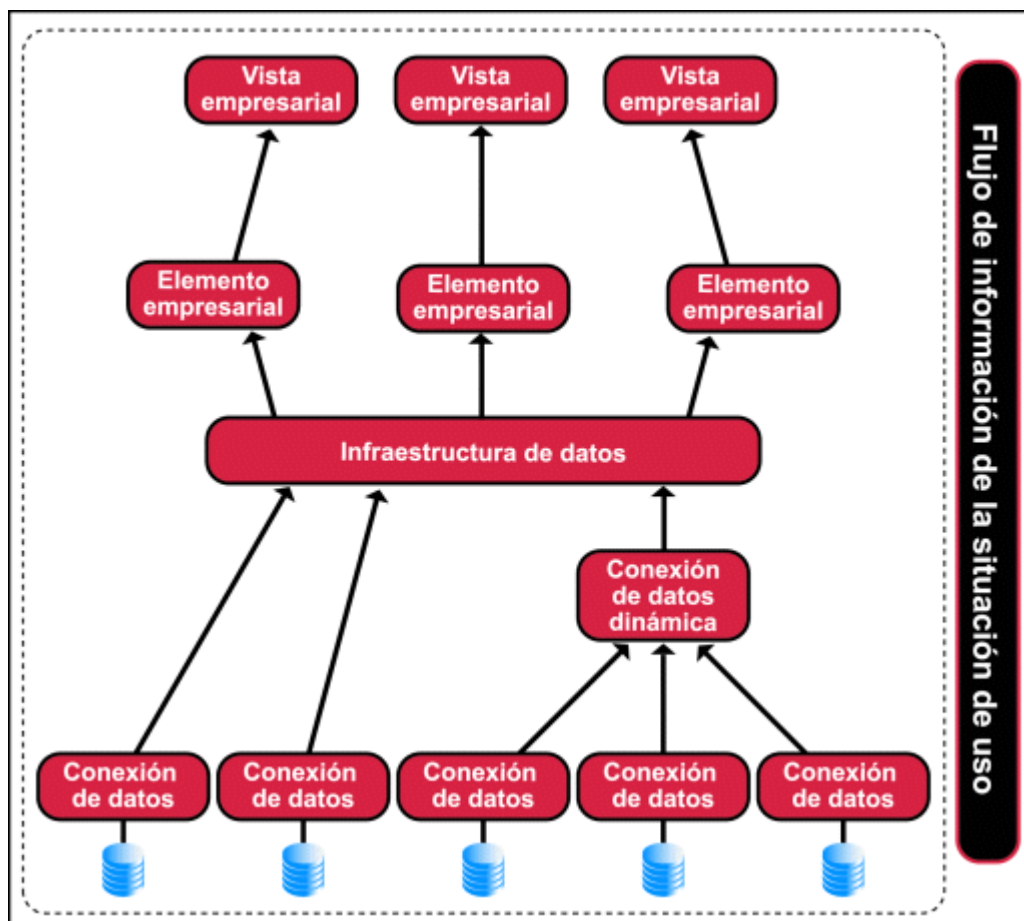 Vista
empresarial
Vista
empresarial
Vista
empresarial
Elemento
empresarial
Elemento
empresarial
Elemento
empresarial
Infraestructura de datos
Conexión
de datos
dinámica
Conexión
de datos
Conexión
de datos
Conexión
de datos
Conexión
de datos
Conexión
de datos
Flujo de información de la situación de uso